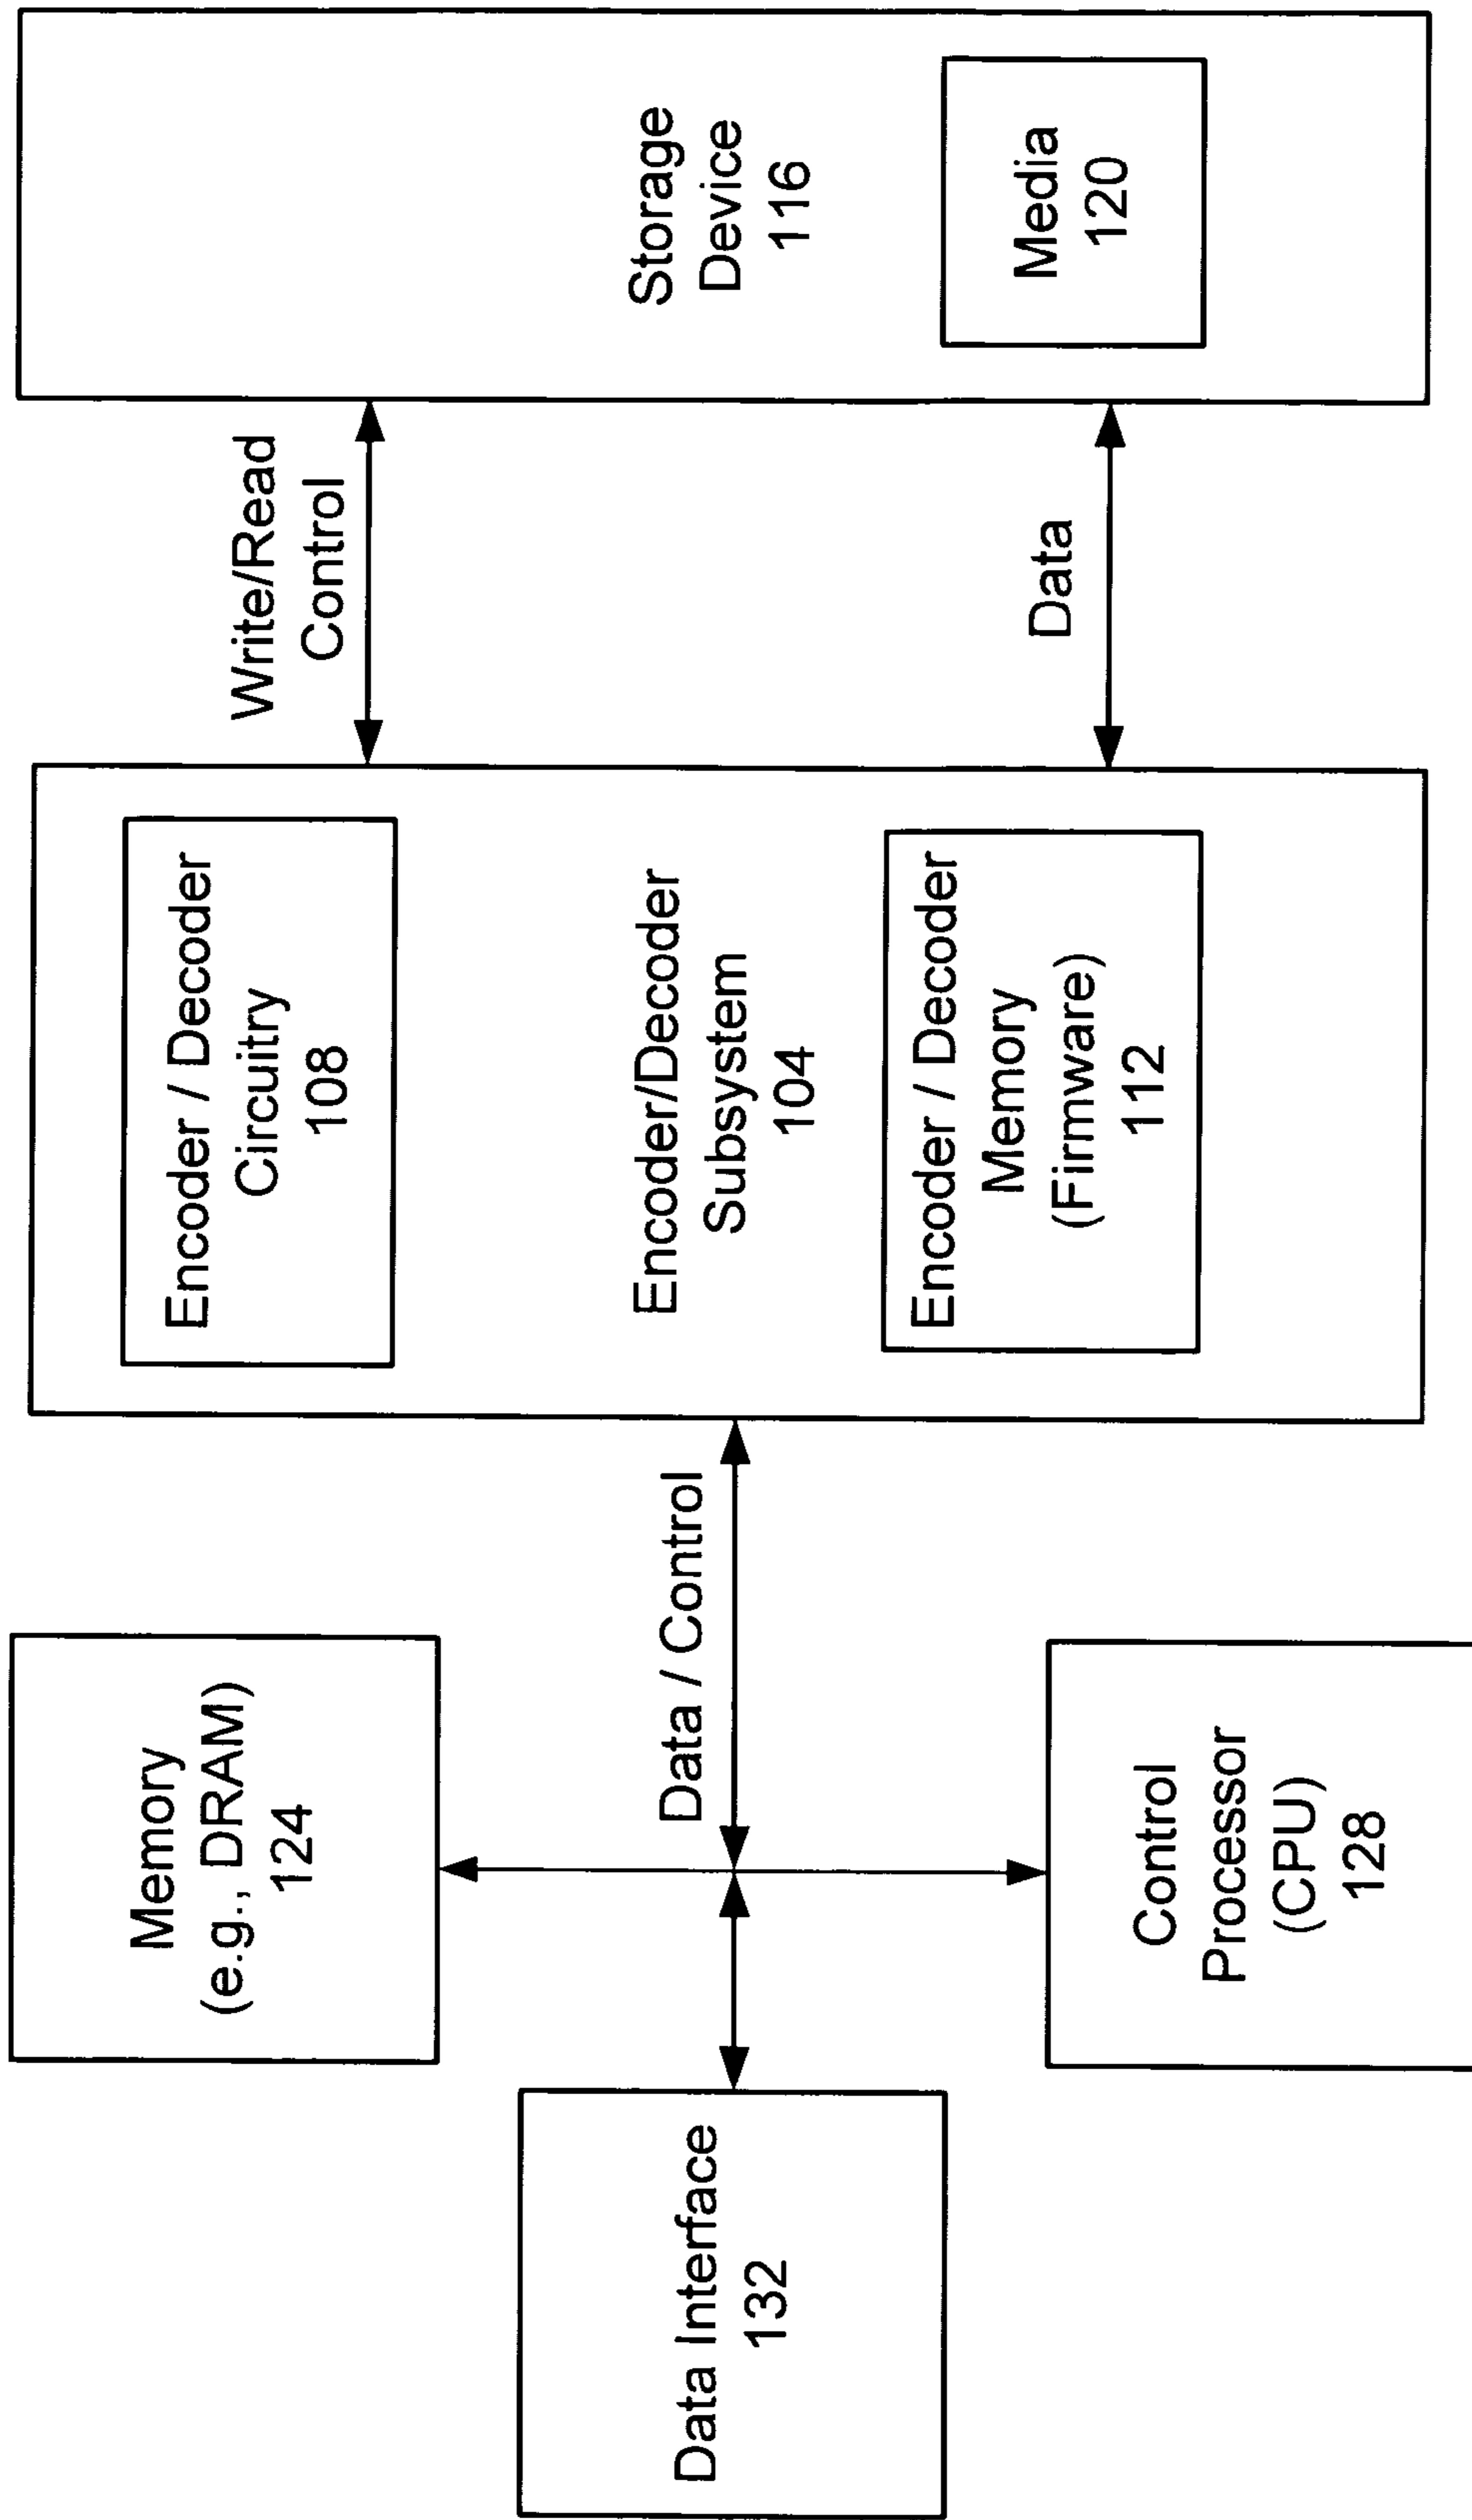 Memory
(e.g., DRAM)
124
Data Interface
132
Control
Processor
(CPU)
128
Data / Control
Encoder / Decoder
Circuitry
108
Encoder/Decoder
Subsystem
104
Encoder / Decoder
Memory
(Firmware)
112
Write/Read
Control
Data
Storage
Device
116
Media
120